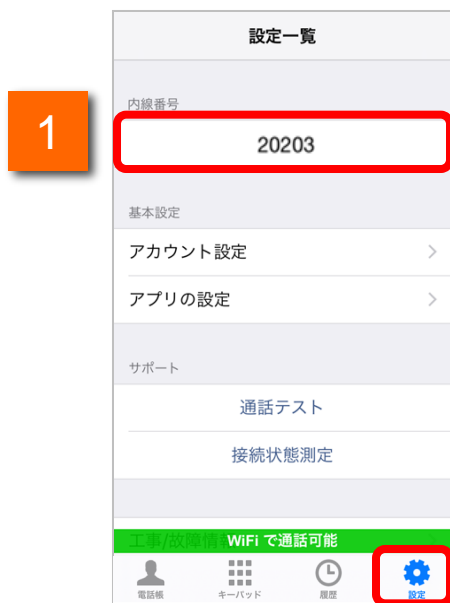 設定一覧
1
内線番号
20203
基本設定
アカウント設定
アプリの設定
サポート
通話テスト
接続状態測定
工事/故障情報
WiFi で通話可能
電話帳
キーパッド
履歴
設定